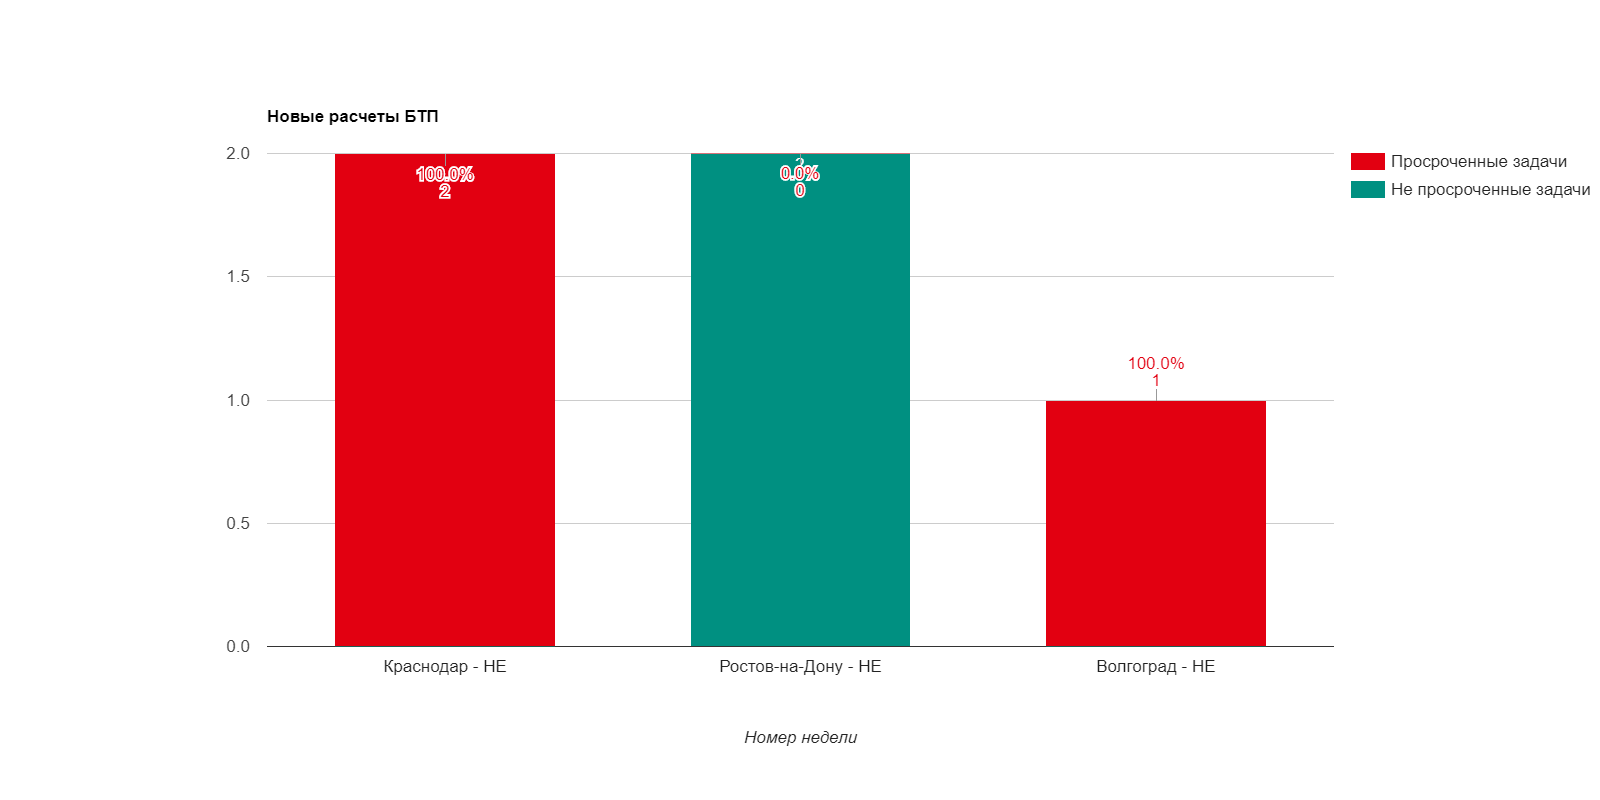 Новые расчеты БТП
2.0
1.5
1.0
0.5
0.0
100.0%
2
0.0%
0
100.0%
1
Просроченные задачи
Не просроченные задачи
Краснодар - НЕ
Ростов-на-Дону - НЕ
Волгоград - НЕ
Номер недели